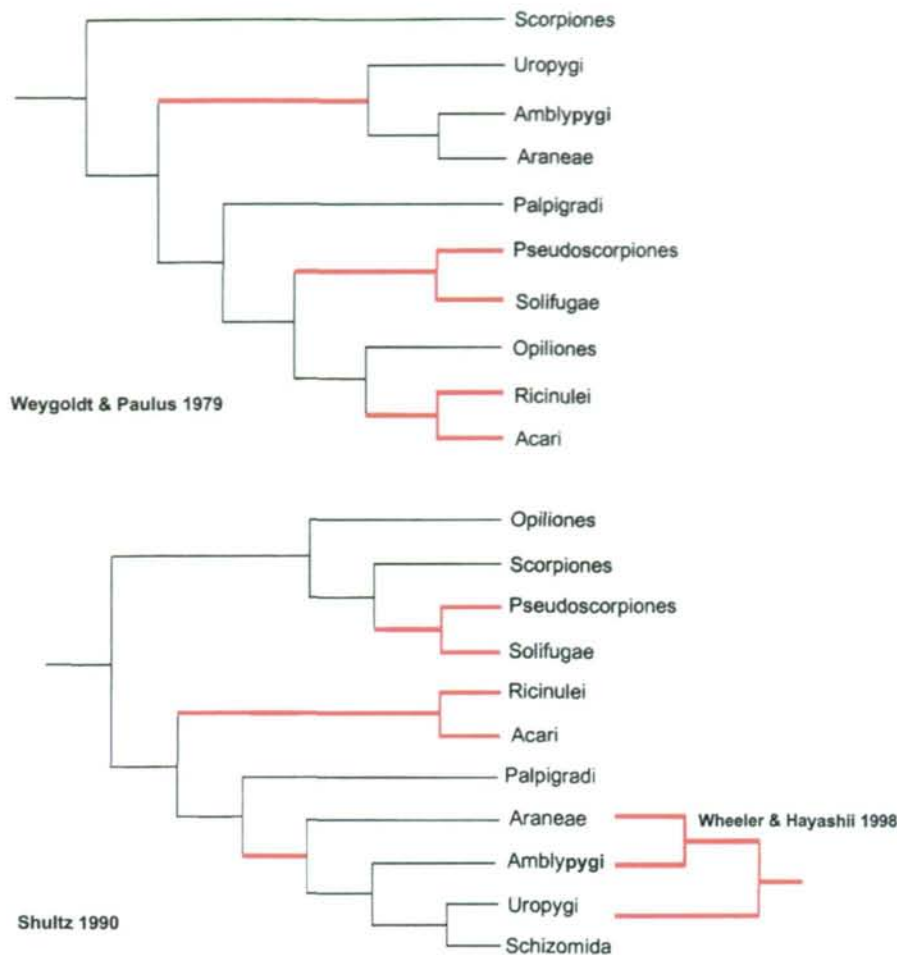 Scorpiones
Uropygi
Amblypygi
Araneae
Palpigradi
Pseudoscorpiones
Solifugae
Opiliones
Ricinulei
Acari
Weygoldt & Paulus 1979
Opiliones
Scorpiones
Pseudoscorpiones
Solifugae
Ricinulei
Acari
Palpigradi
Araneae
Wheeler & Hayashii 1998
Amblypygi
Uropygi
Schizomida
Shultz 1990